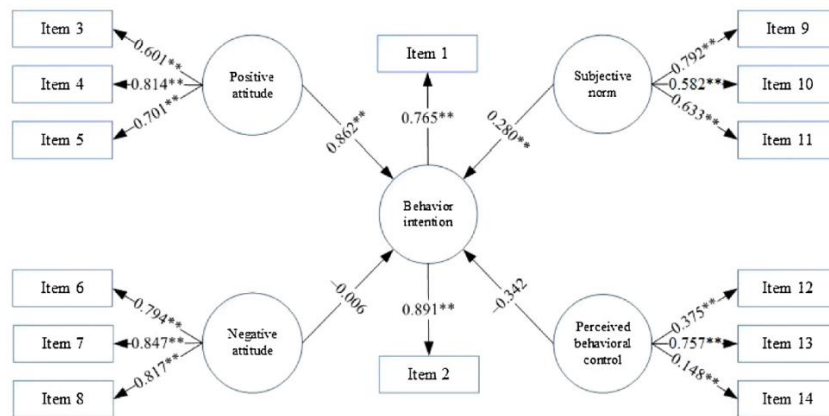 Item 3
Item 4
Item 5
0.601**
0.814**
0.701**
Positive
attitude
0.862**
Item 1
0.765**
Subjective
norm
0.280**
Item 9
Item 10
Item 11
0.792**
0.582**
0.633**
Behavior
intention
Item 6
Item 7
Item 8
0.794**
0.847**
0.817**
Negative
attitude
−0.006
0.891**
Item 2
−0.342
Perceived
behavioral
control
0.375**
0.757**
0.148**
Item 12
Item 13
Item 14